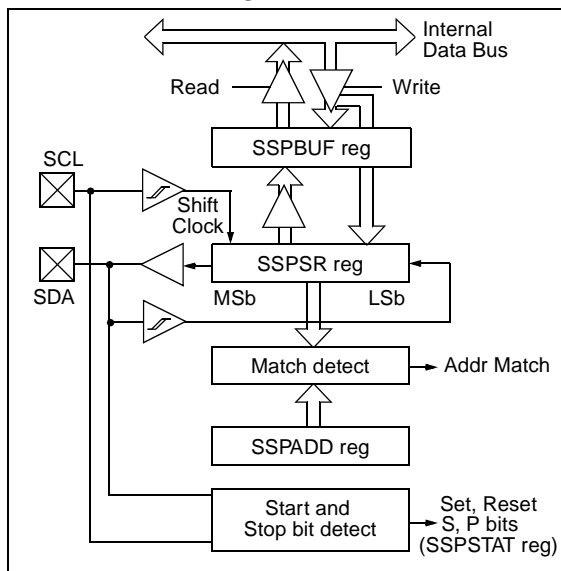 Internal
Data Bus
Read
Write
SSPBUF reg
SCL
Shift
Clock
SSPSR reg
SDA
MSb
LSb
Match detect
Addr Match
SSPADD reg
Start and
Stop bit detect
Set, Reset
S, P bits
(SSPSTAT reg)